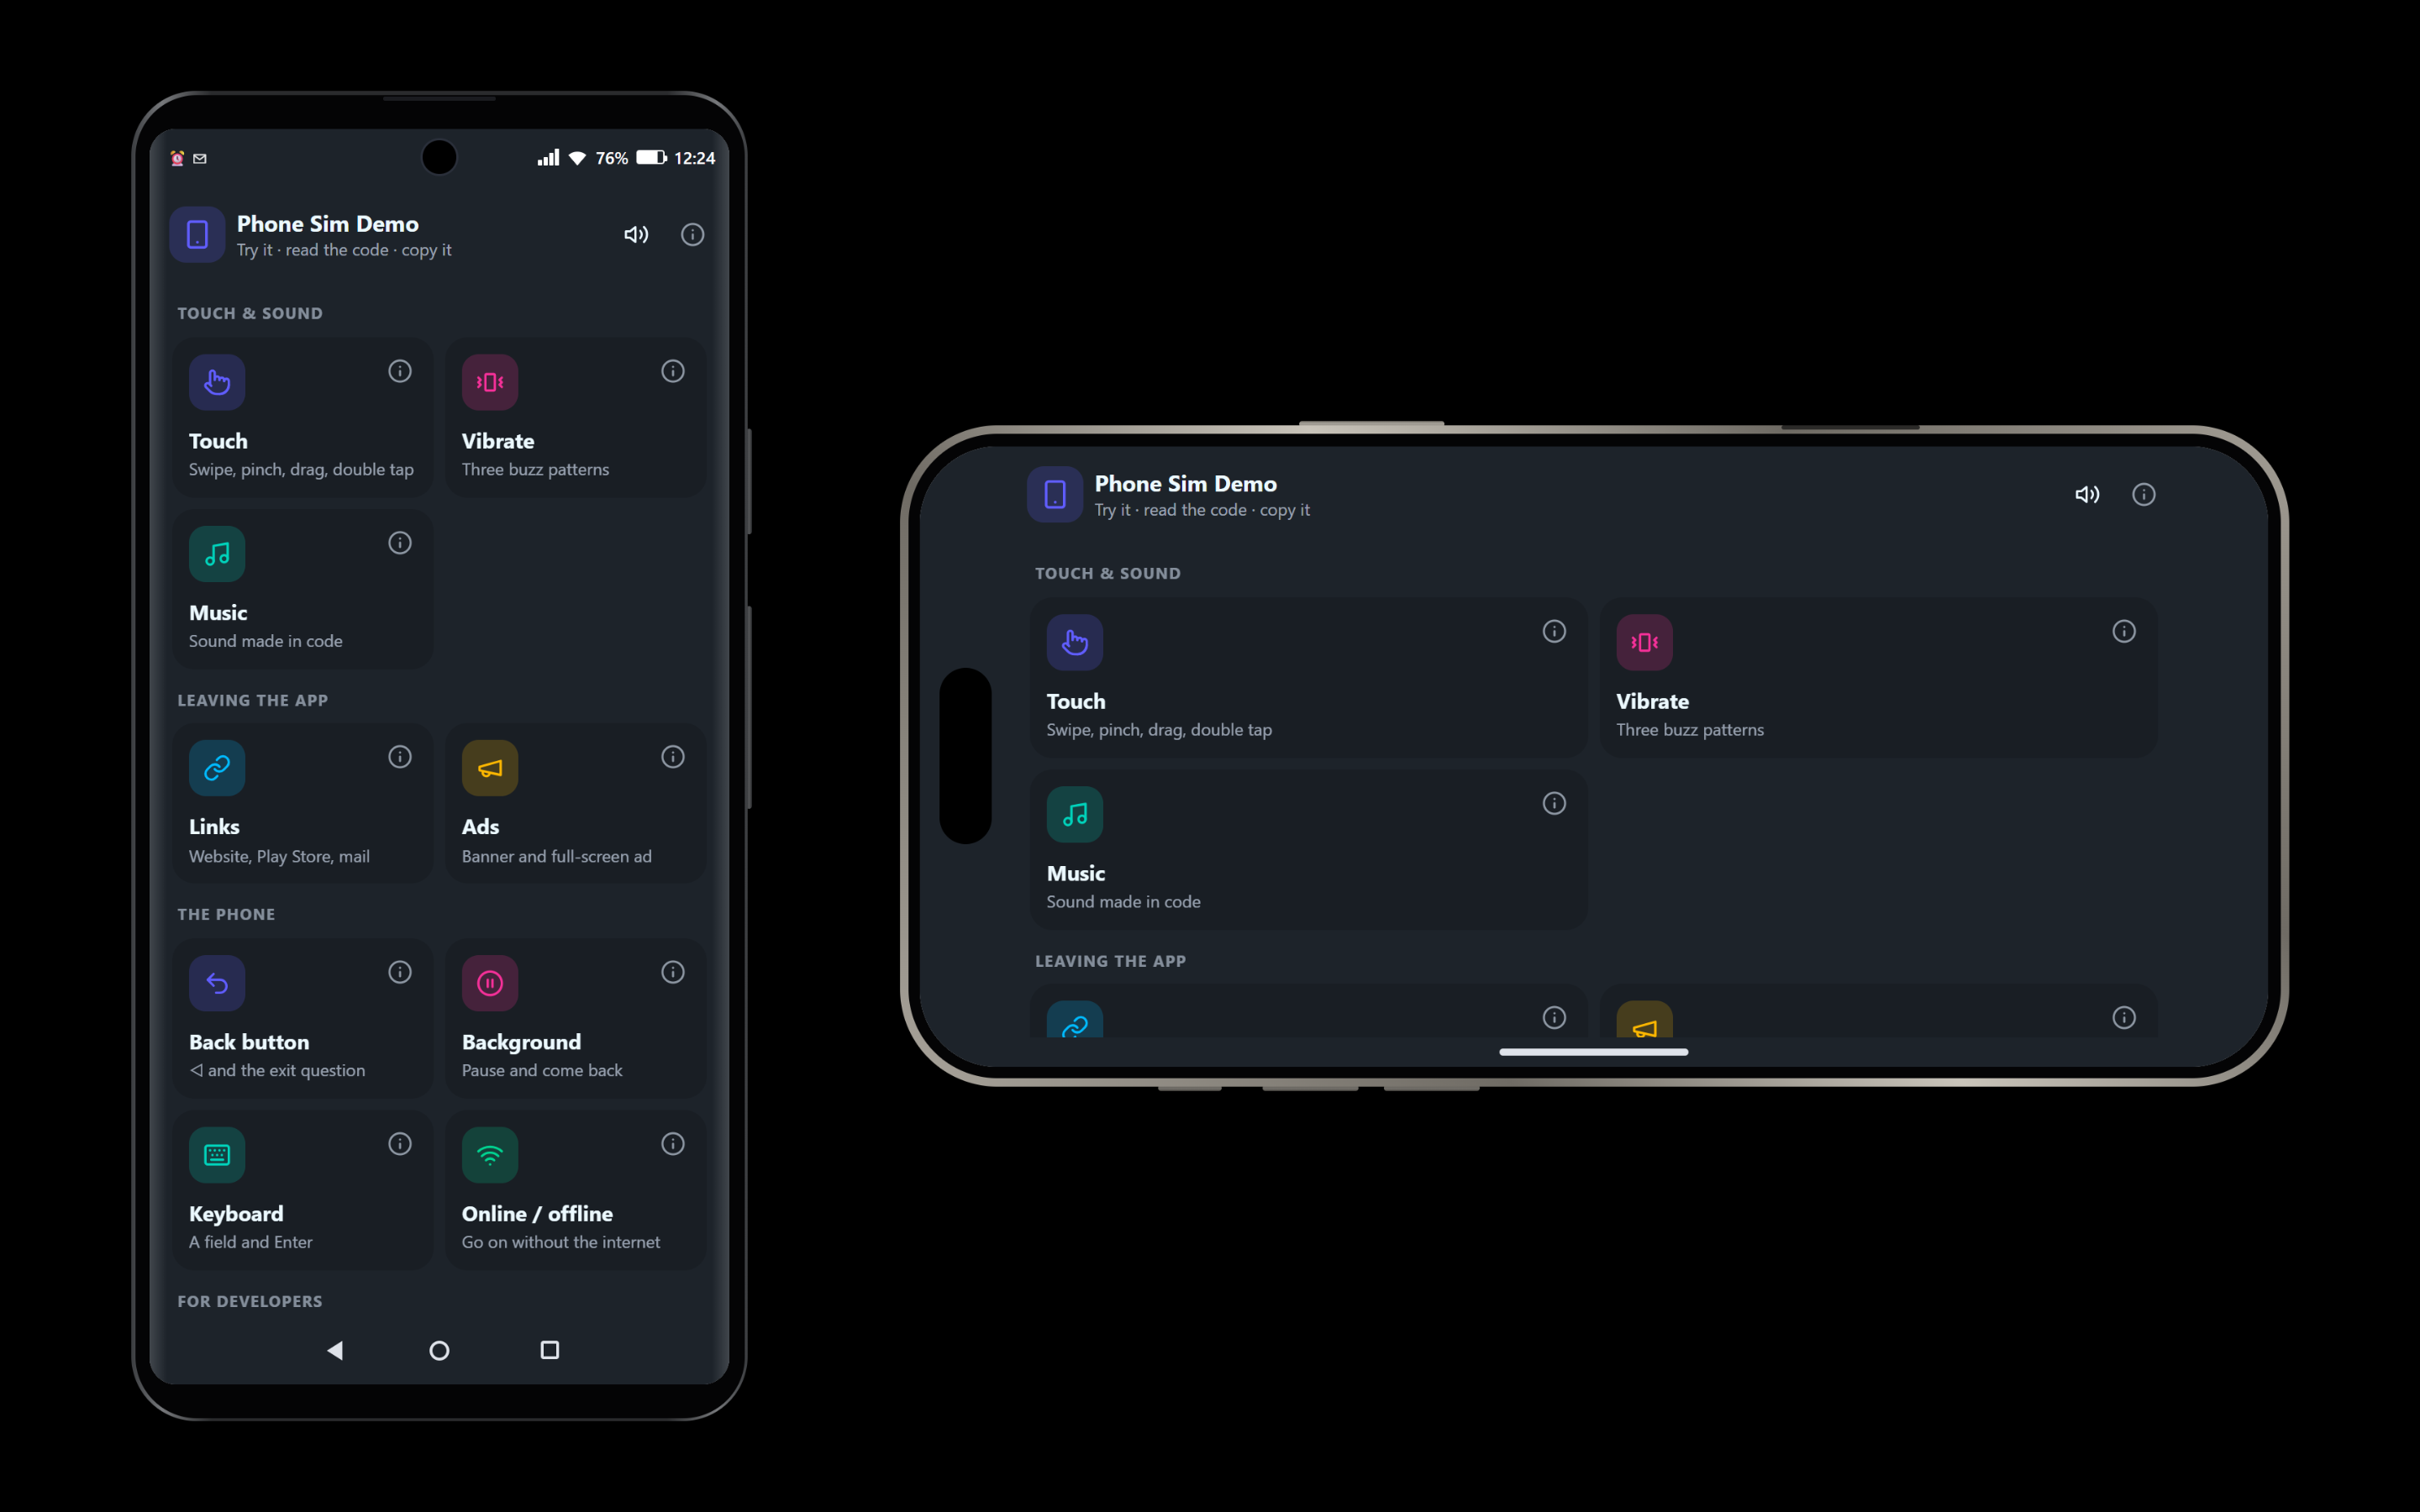 76% 12:24
Phone Sim Demo
Try it · read the code · copy it
TOUCH & SOUND
Touch
Swipe, pinch, drag, double tap
Vibrate
Three buzz patterns
Music
Sound made in code
LEAVING THE APP
Links
Website, Play Store, mail
Ads
Banner and full-screen ad
THE PHONE
Back button
◁ and the exit question
Background
Pause and come back
Keyboard
A field and Enter
Online / offline
Go on without the internet
FOR DEVELOPERS
Phone Sim Demo
Try it · read the code · copy it
TOUCH & SOUND
Touch
Swipe, pinch, drag, double tap
Vibrate
Three buzz patterns
Music
Sound made in code
LEAVING THE APP